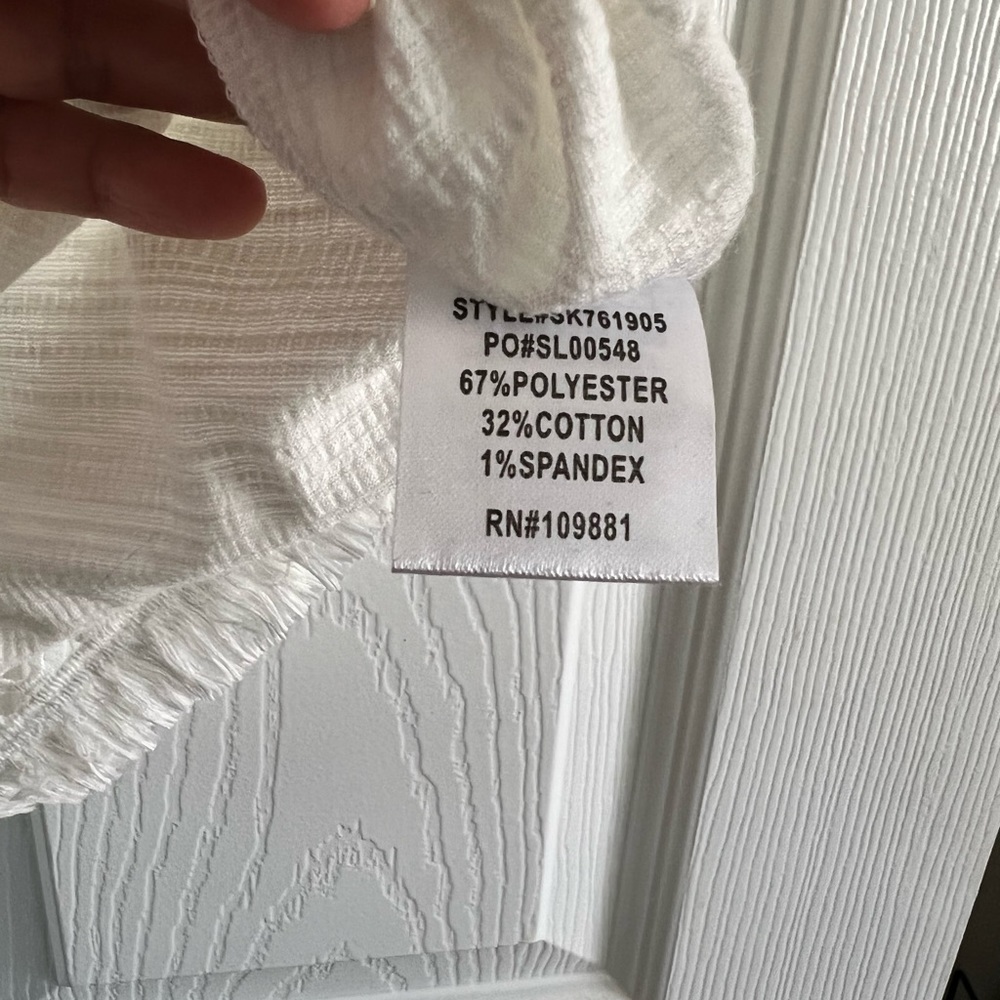 STYLE#SK761905
PO#SL00548
67%POLYESTER
32%COTTON
1%SPANDEX
RN#109881